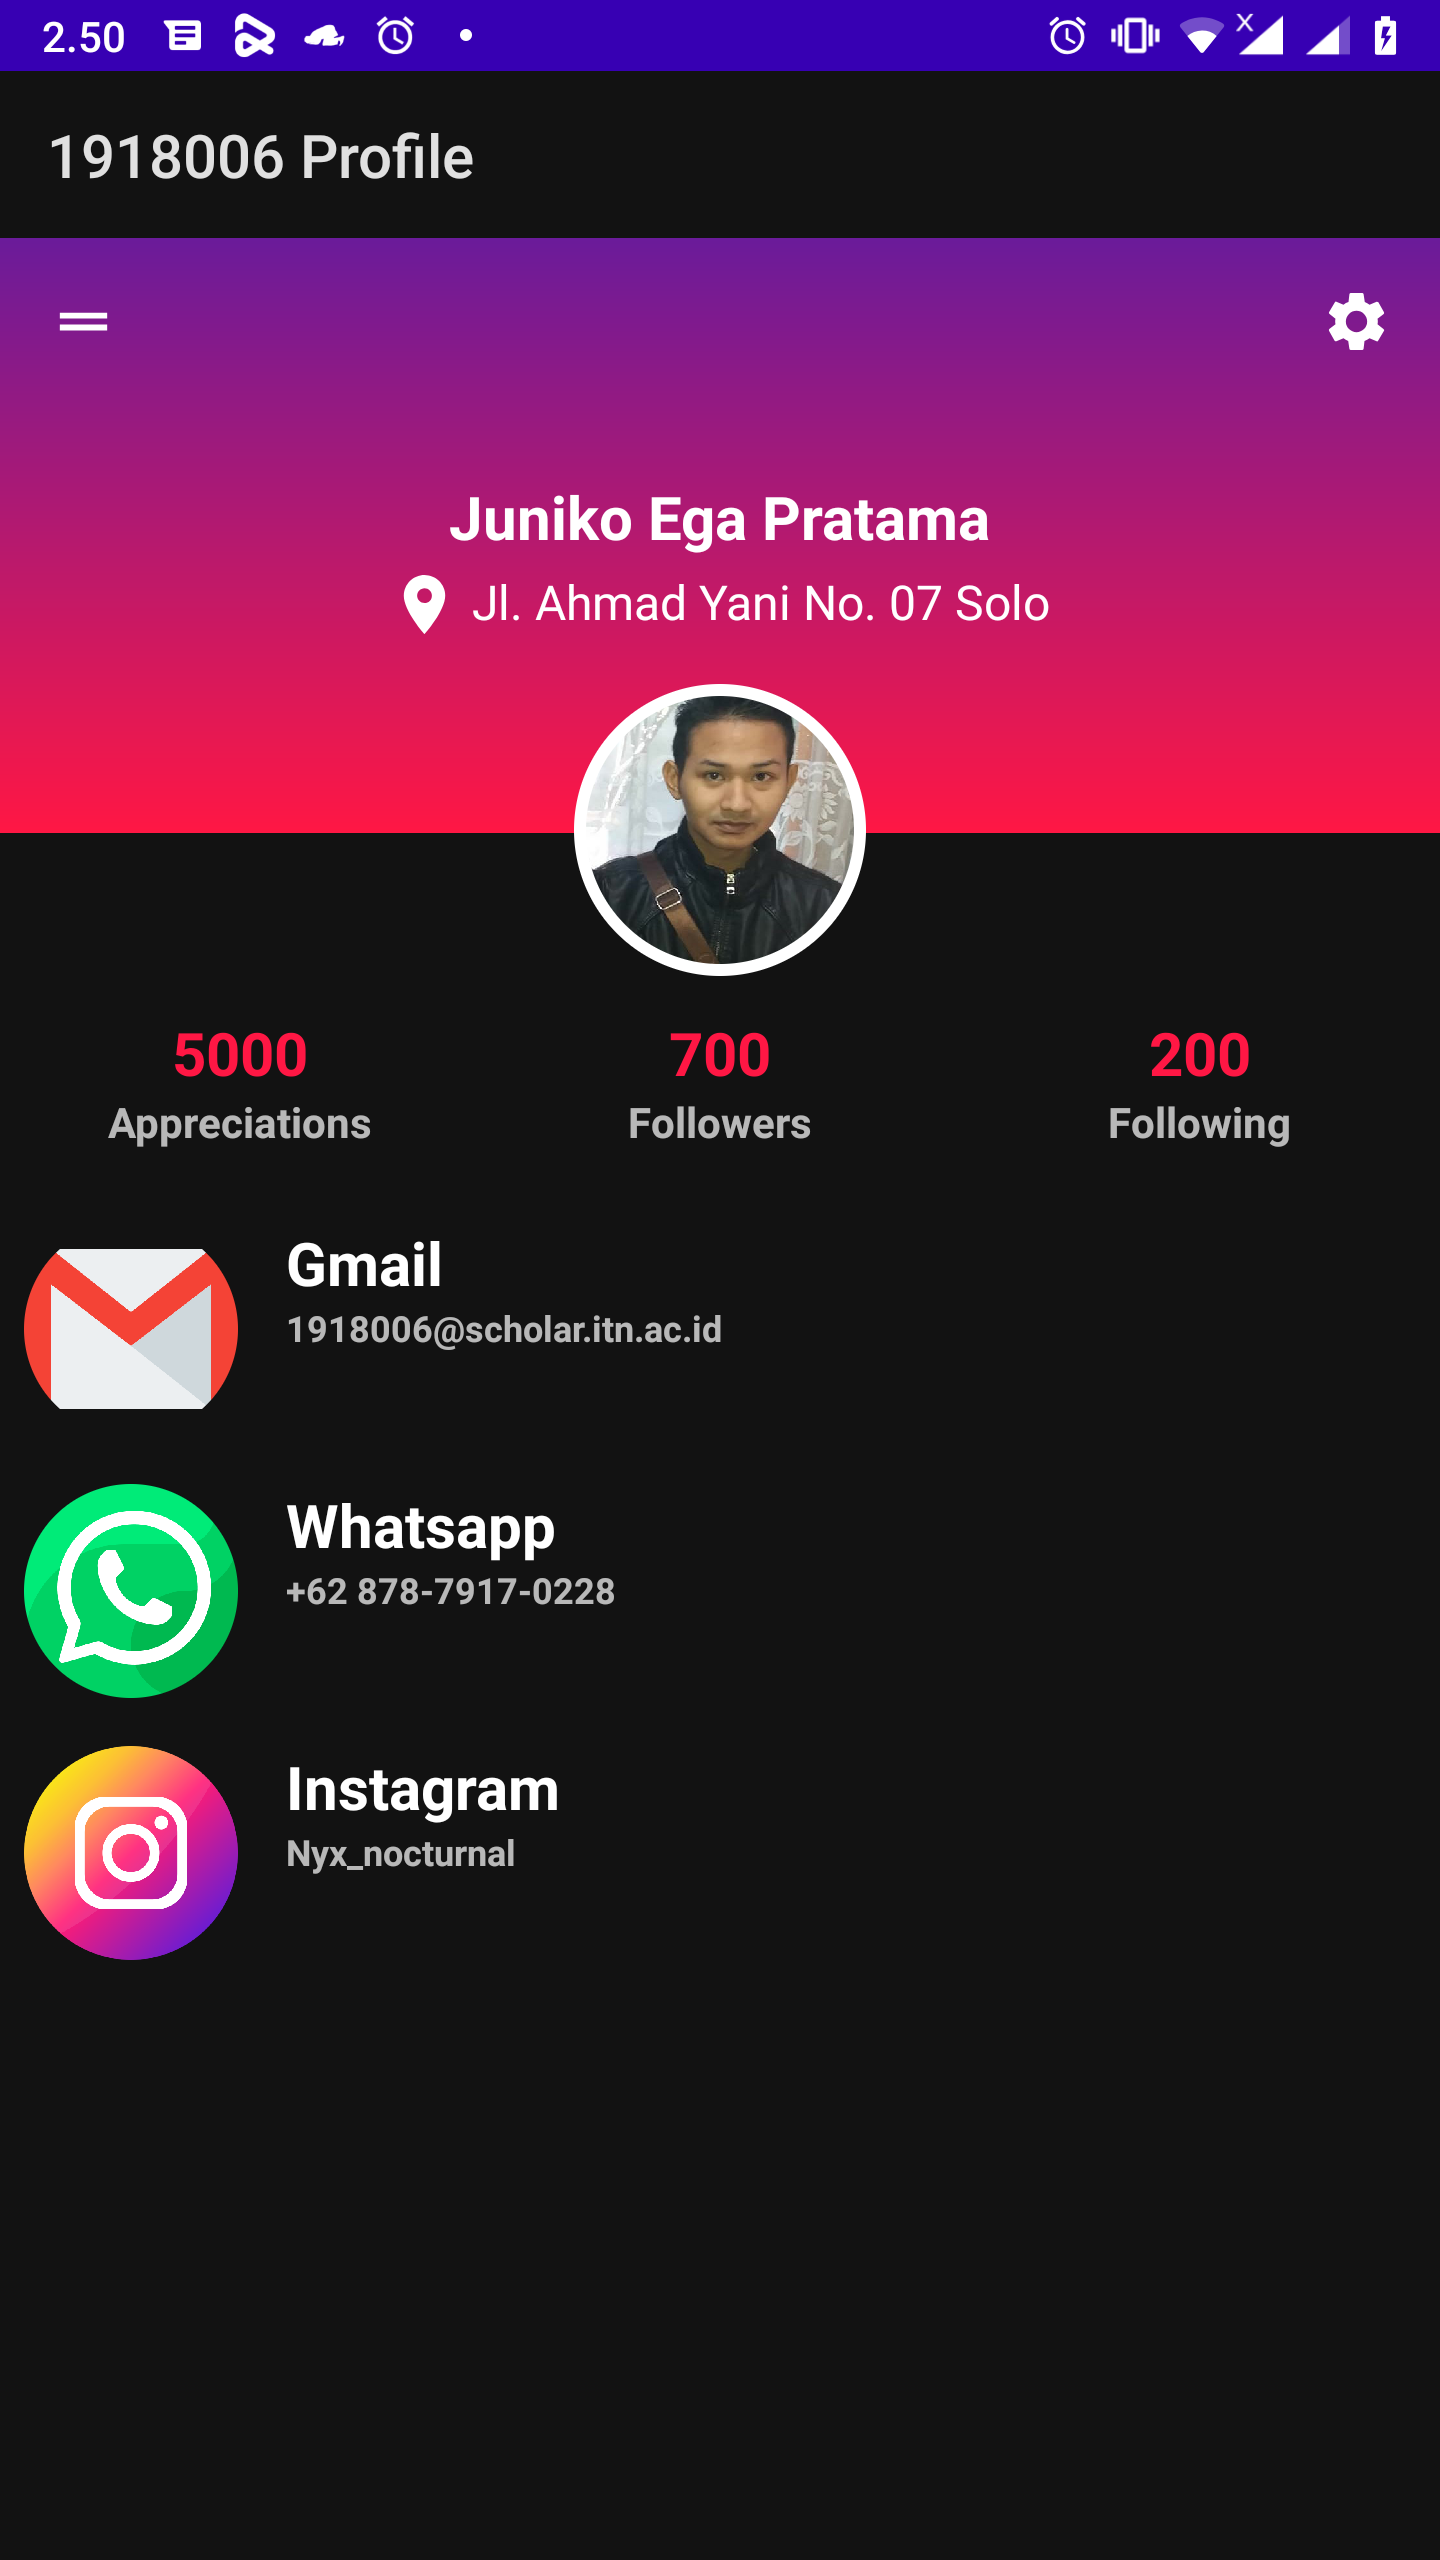 2.50
1918006 Profile
Juniko Ega Pratama
Jl. Ahmad Yani No. 07 Solo
5000 700 200
Appreciations Followers Following
Gmail
1918006@scholar.itn.ac.id
Whatsapp
+62 878-7917-0228
Instagram
Nyx_nocturnal